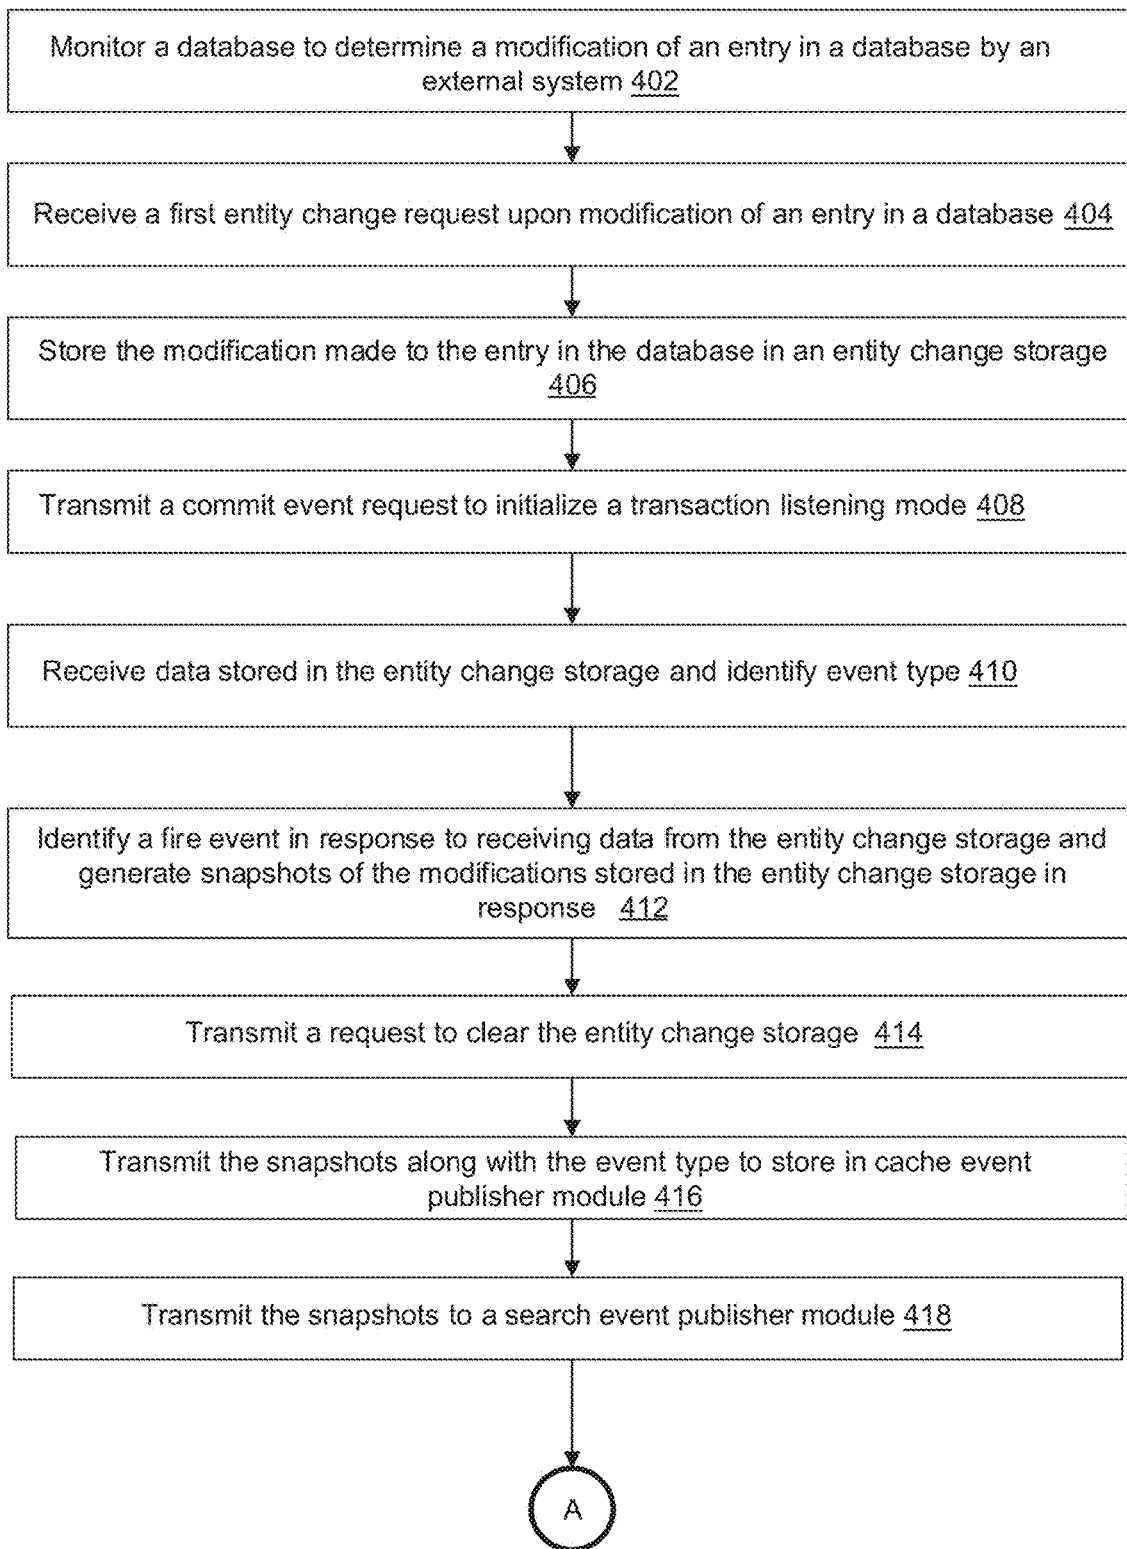 Monitor a database to determine a modification of an entry in a database by an
external system 402
Receive a first entity change request upon modification of an entry in a database 404
Store the modification made to the entry in the database in an entity change storage
406
Transmit a commit event request to initialize a transaction listening mode 408
Receive data stored in the entity change storage and identify event type 410
Identify a fire event in response to receiving data from the entity change storage and
generate snapshots of the modifications stored in the entity change storage in
response 412
Transmit a request to clear the entity change storage 414
Transmit the snapshots along with the event type to store in cache event
publisher module 416
Transmit the snapshots to a search event publisher module 418
A